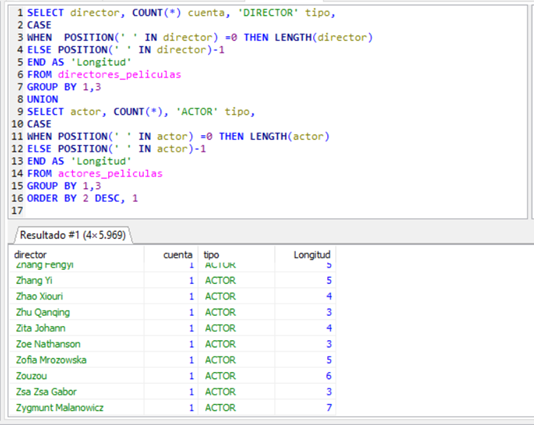 1 SELECT director, COUNT(*) cuenta, 'DIRECTOR' tipo,
2 CASE
3 WHEN  POSITION(' ' IN director) =0 THEN LENGTH(director)
4 ELSE POSITION(' ' IN director)-1
5 END AS 'Longitud'
6 FROM directores_peliculas
7 GROUP BY 1,3
8 UNION
9 SELECT actor, COUNT(*), 'ACTOR' tipo,
10 CASE
11 WHEN POSITION(' ' IN actor) =0 THEN LENGTH(actor)
12 ELSE POSITION(' ' IN actor)-1
13 END AS 'Longitud'
14 FROM actores_peliculas
15 GROUP BY 1,3
16 ORDER BY 2 DESC, 1
17
Resultado #1 (4×5.969)
director cuenta tipo Longitud
Zhang Fengyi 1 ACTOR 5
Zhang Yi 1 ACTOR 5
Zhao Xiouri 1 ACTOR 4
Zhu Qanqing 1 ACTOR 3
Zita Johann 1 ACTOR 4
Zoe Nathanson 1 ACTOR 3
Zofia Mrozowska 1 ACTOR 5
Zouzou 1 ACTOR 6
Zsa Zsa Gabor 1 ACTOR 3
Zygmunt Malanowicz 1 ACTOR 7